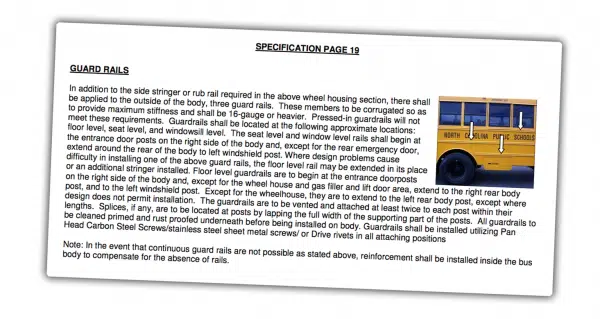 SPECIFICATION PAGE 19
GUARD RAILS
In addition to the side stringer or rub rail required in the above wheel housing section, there shall
be applied to the outside of the body, three guard rails. These members to be corrugated so as
to provide maximum stiffness and shall be 16-gauge or heavier. Pressed-in guardrails will not
meet these requirements. Guardrails shall be located at the following approximate locations:
floor level, seat level, and windowsill level. The seat level and window level rails shall begin at
the entrance door posts on the right side of the body and, except for the rear emergency door,
extend around the rear of the body to left windshield post. Where design problems cause
difficulty in installing one of the above guard rails, the floor level rail may be extended in its place
or an additional stringer installed. Floor level guardrails are to begin at the entrance doorposts
on the right side of the body and, except for the wheel house and gas filler and lift door area, extend to the right rear body
post, and to the left windshield post. Except for the wheelhouse, they are to extend to the left rear body post, except where
design does not permit installation. The guardrails are to be vented and attached at least twice to each post within their
lengths. Splices, if any, are to be located at posts by lapping the full width of the supporting part of the posts. All guardrails to
be cleaned primed and rust proofed underneath before being installed on body. Guardrails shall be installed utilizing Pan
Head Carbon Steel Screws/stainless steel sheet metal screws/ or Drive rivets in all attaching positions
Note: In the event that continuous guard rails are not possible as stated above, reinforcement shall be installed inside the bus
body to compensate for the absence of rails.
NORTH CAROLINA PUBLIC SCHOOLS